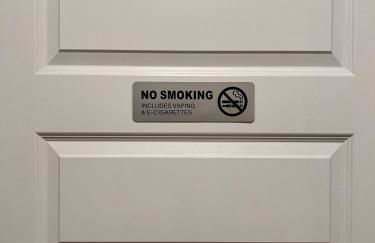 NO SMOKING
INCLUDES VAPING
& E-CIGARETTES